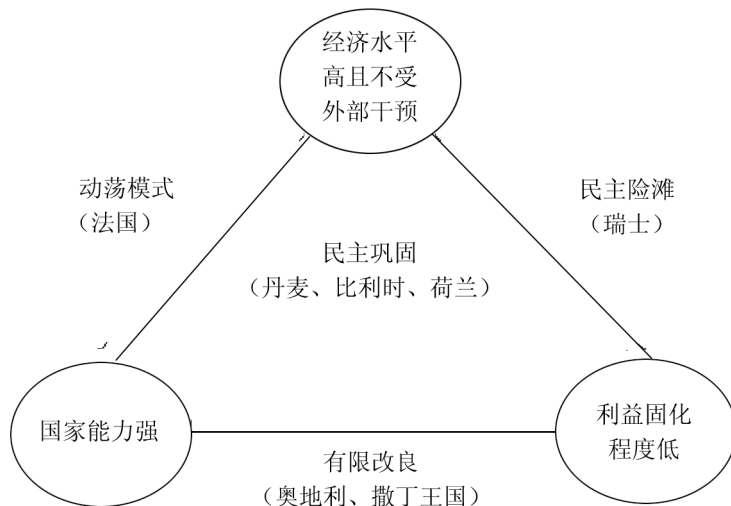 经济水平
高且不受
外部干预
动荡模式
（法国）
民主险滩
（瑞士）
民主巩固
（丹麦、比利时、荷兰）
国家能力强
利益固化
程度低
有限改良
（奥地利、撒丁王国）